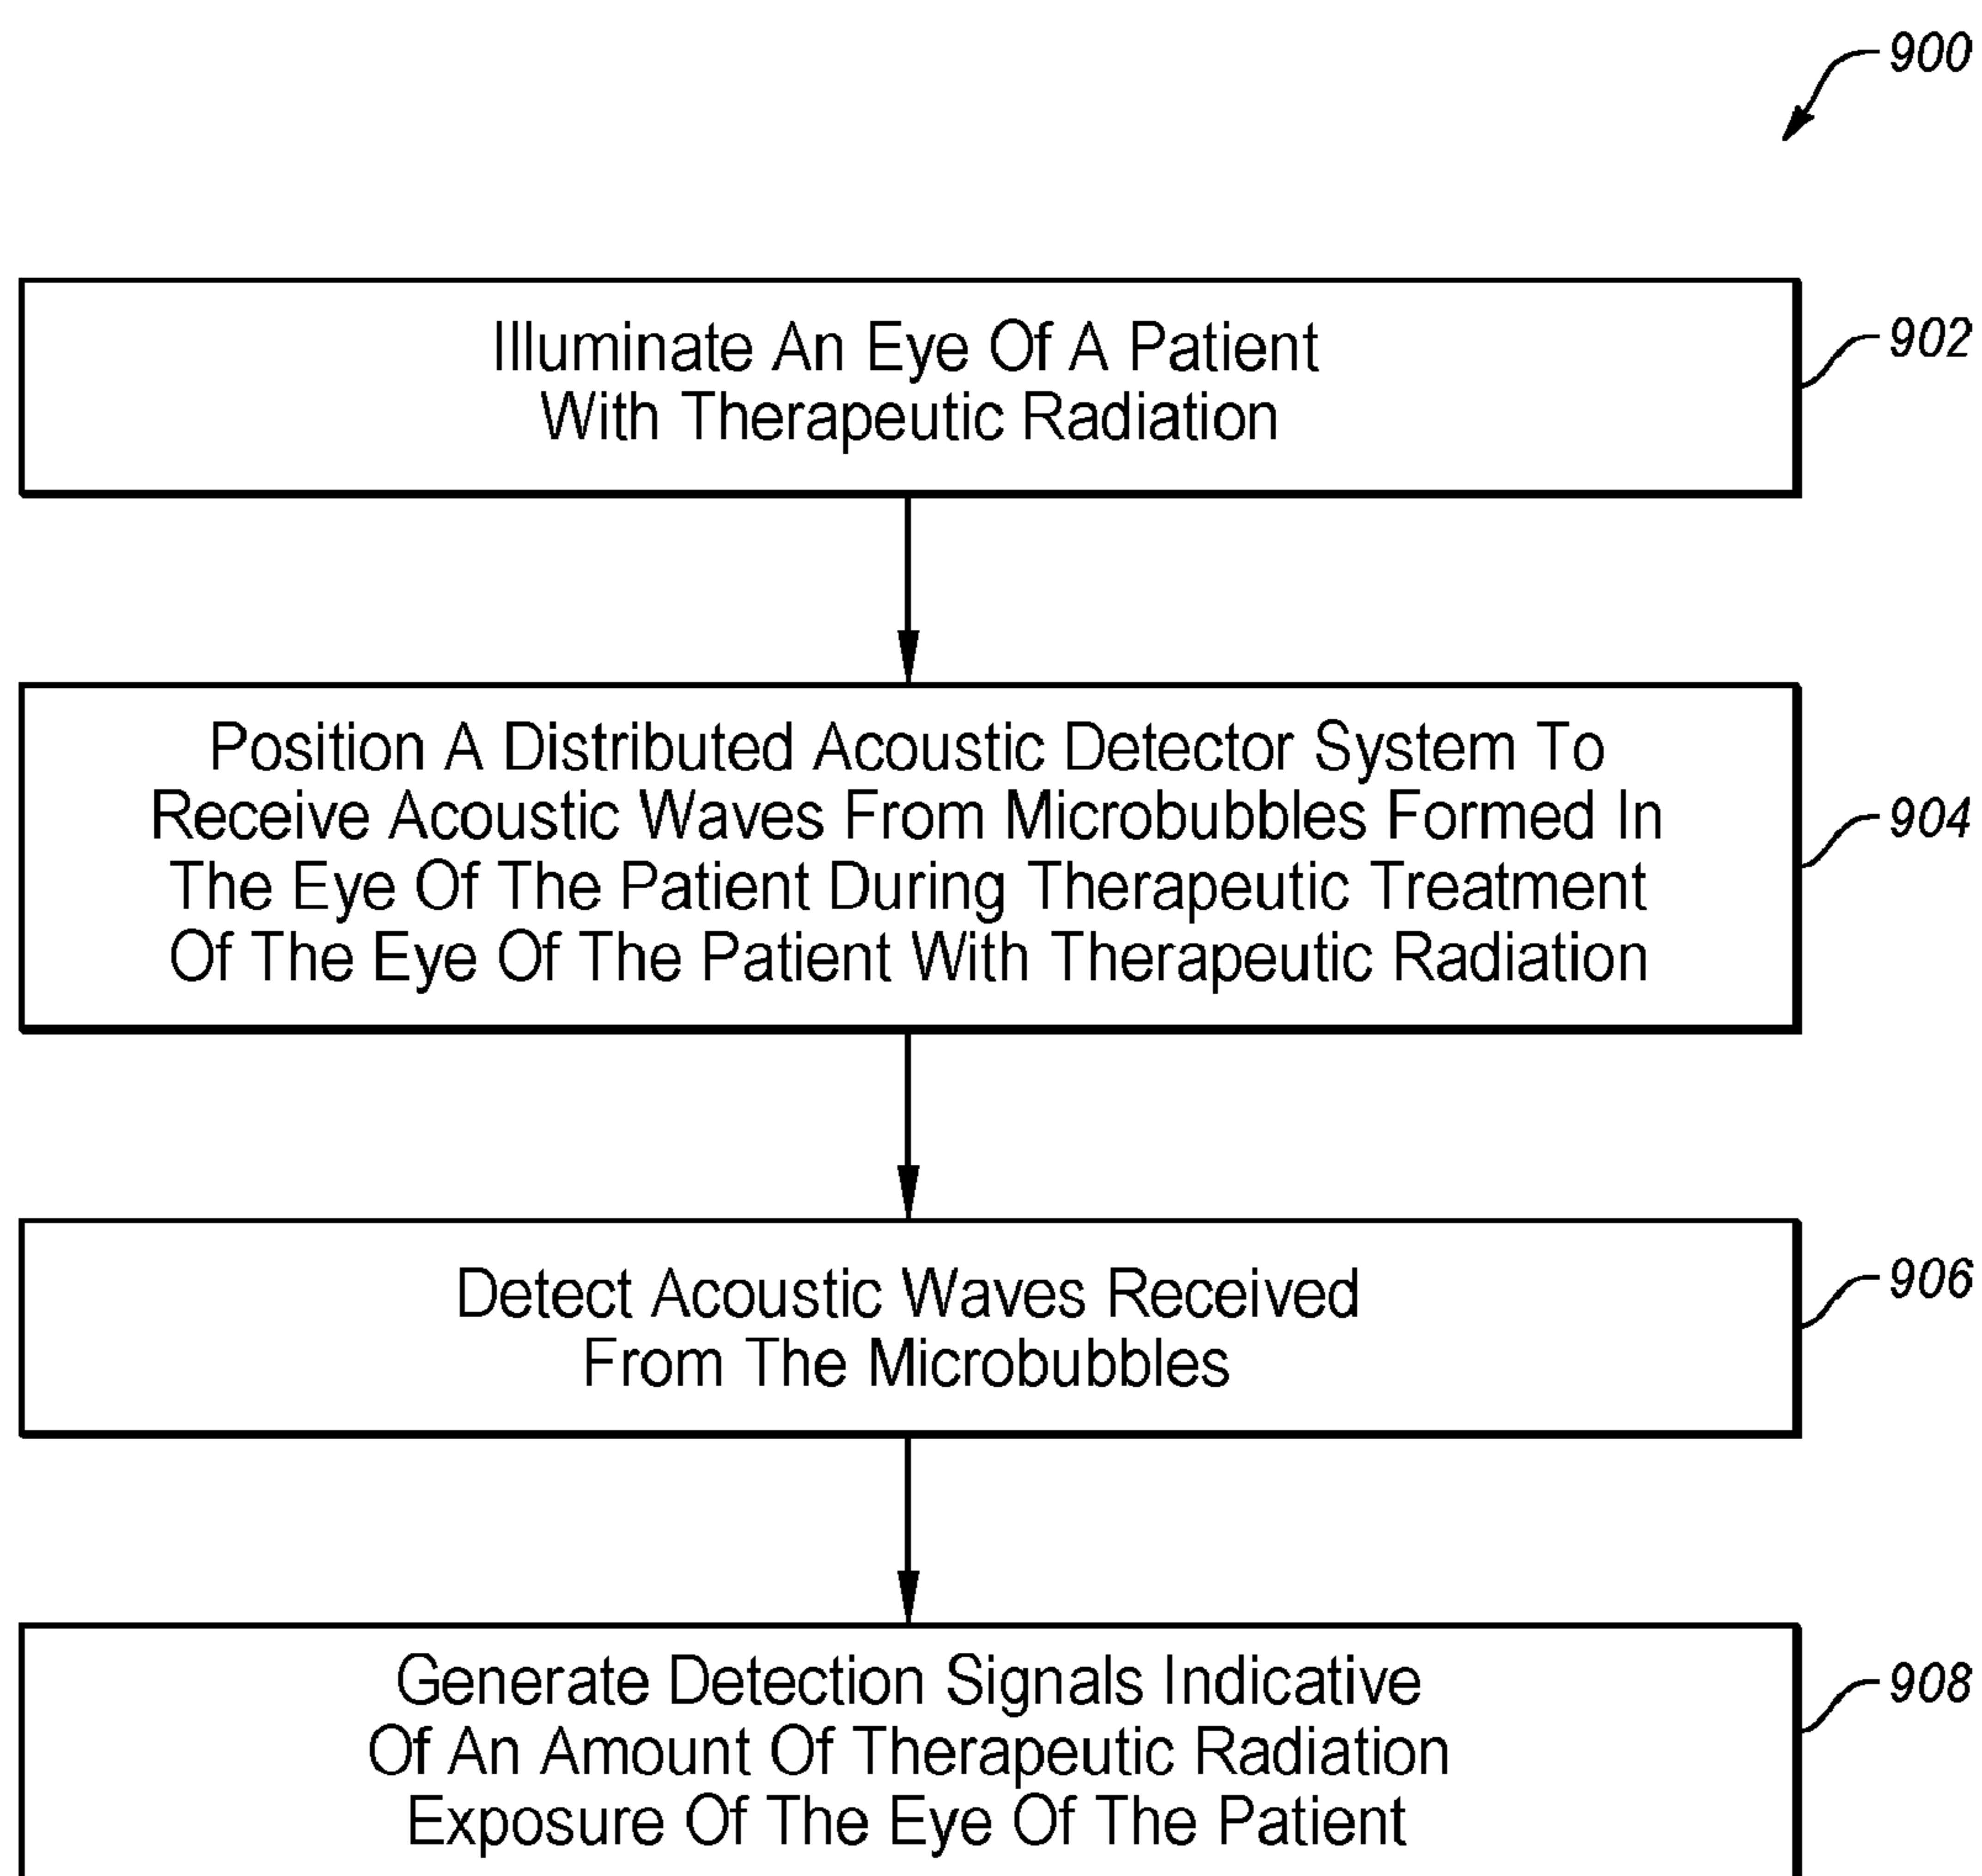 900
Illuminate An Eye Of A Patient
With Therapeutic Radiation
902
Position A Distributed Acoustic Detector System To
Receive Acoustic Waves From Microbubbles Formed In
The Eye Of The Patient During Therapeutic Treatment
Of The Eye Of The Patient With Therapeutic Radiation
904
Detect Acoustic Waves Received
From The Microbubbles
906
Generate Detection Signals Indicative
Of An Amount Of Therapeutic Radiation
Exposure Of The Eye Of The Patient
908